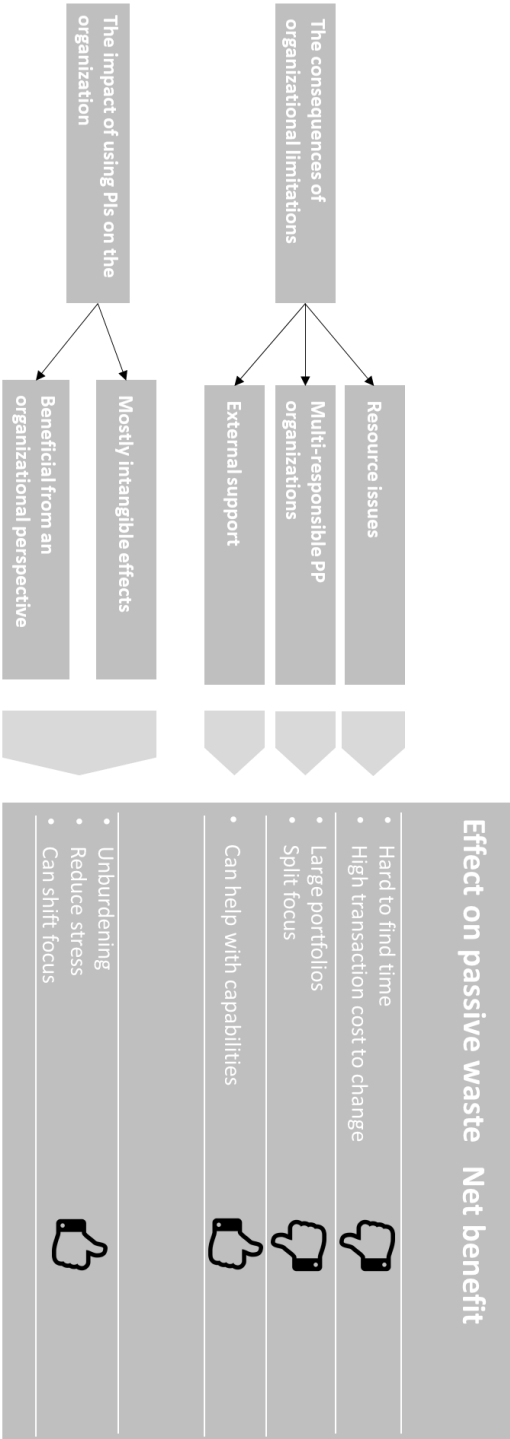 Effect on passive waste Net benefit
The consequences of
organizational limitations
Resource issues
• Hard to find time
• High transaction cost to change
Multi-responsible PP
organizations
• Large portfolios
• Split focus
External support
• Can help with capabilities
The impact of using PIs on the
organization
Mostly intangible effects
Beneficial from an
organizational perspective
• Unburdening
• Reduce stress
• Can shift focus